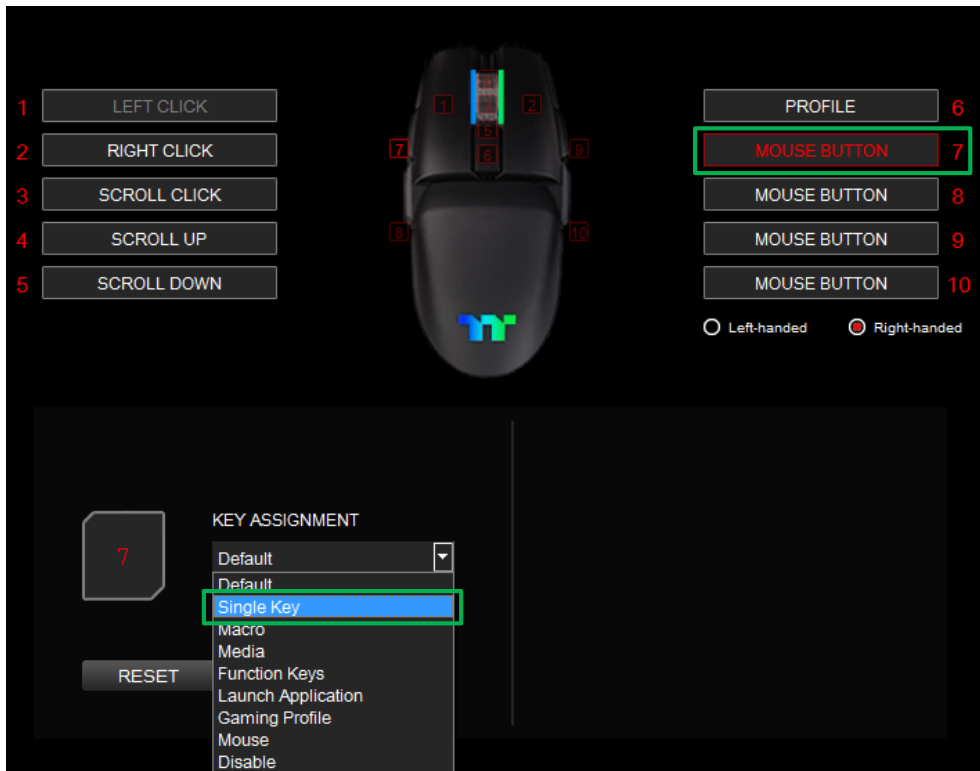 1 LEFT CLICK
2 RIGHT CLICK
3 SCROLL CLICK
4 SCROLL UP
5 SCROLL DOWN
1 2
5
7 6 9
8 10
PROFILE 6
MOUSE BUTTON 7
MOUSE BUTTON 8
MOUSE BUTTON 9
MOUSE BUTTON 10
Left-handed Right-handed
7
KEY ASSIGNMENT
Default
Default
Single Key
Macro
Media
Function Keys
Launch Application
Gaming Profile
Mouse
Disable
RESET